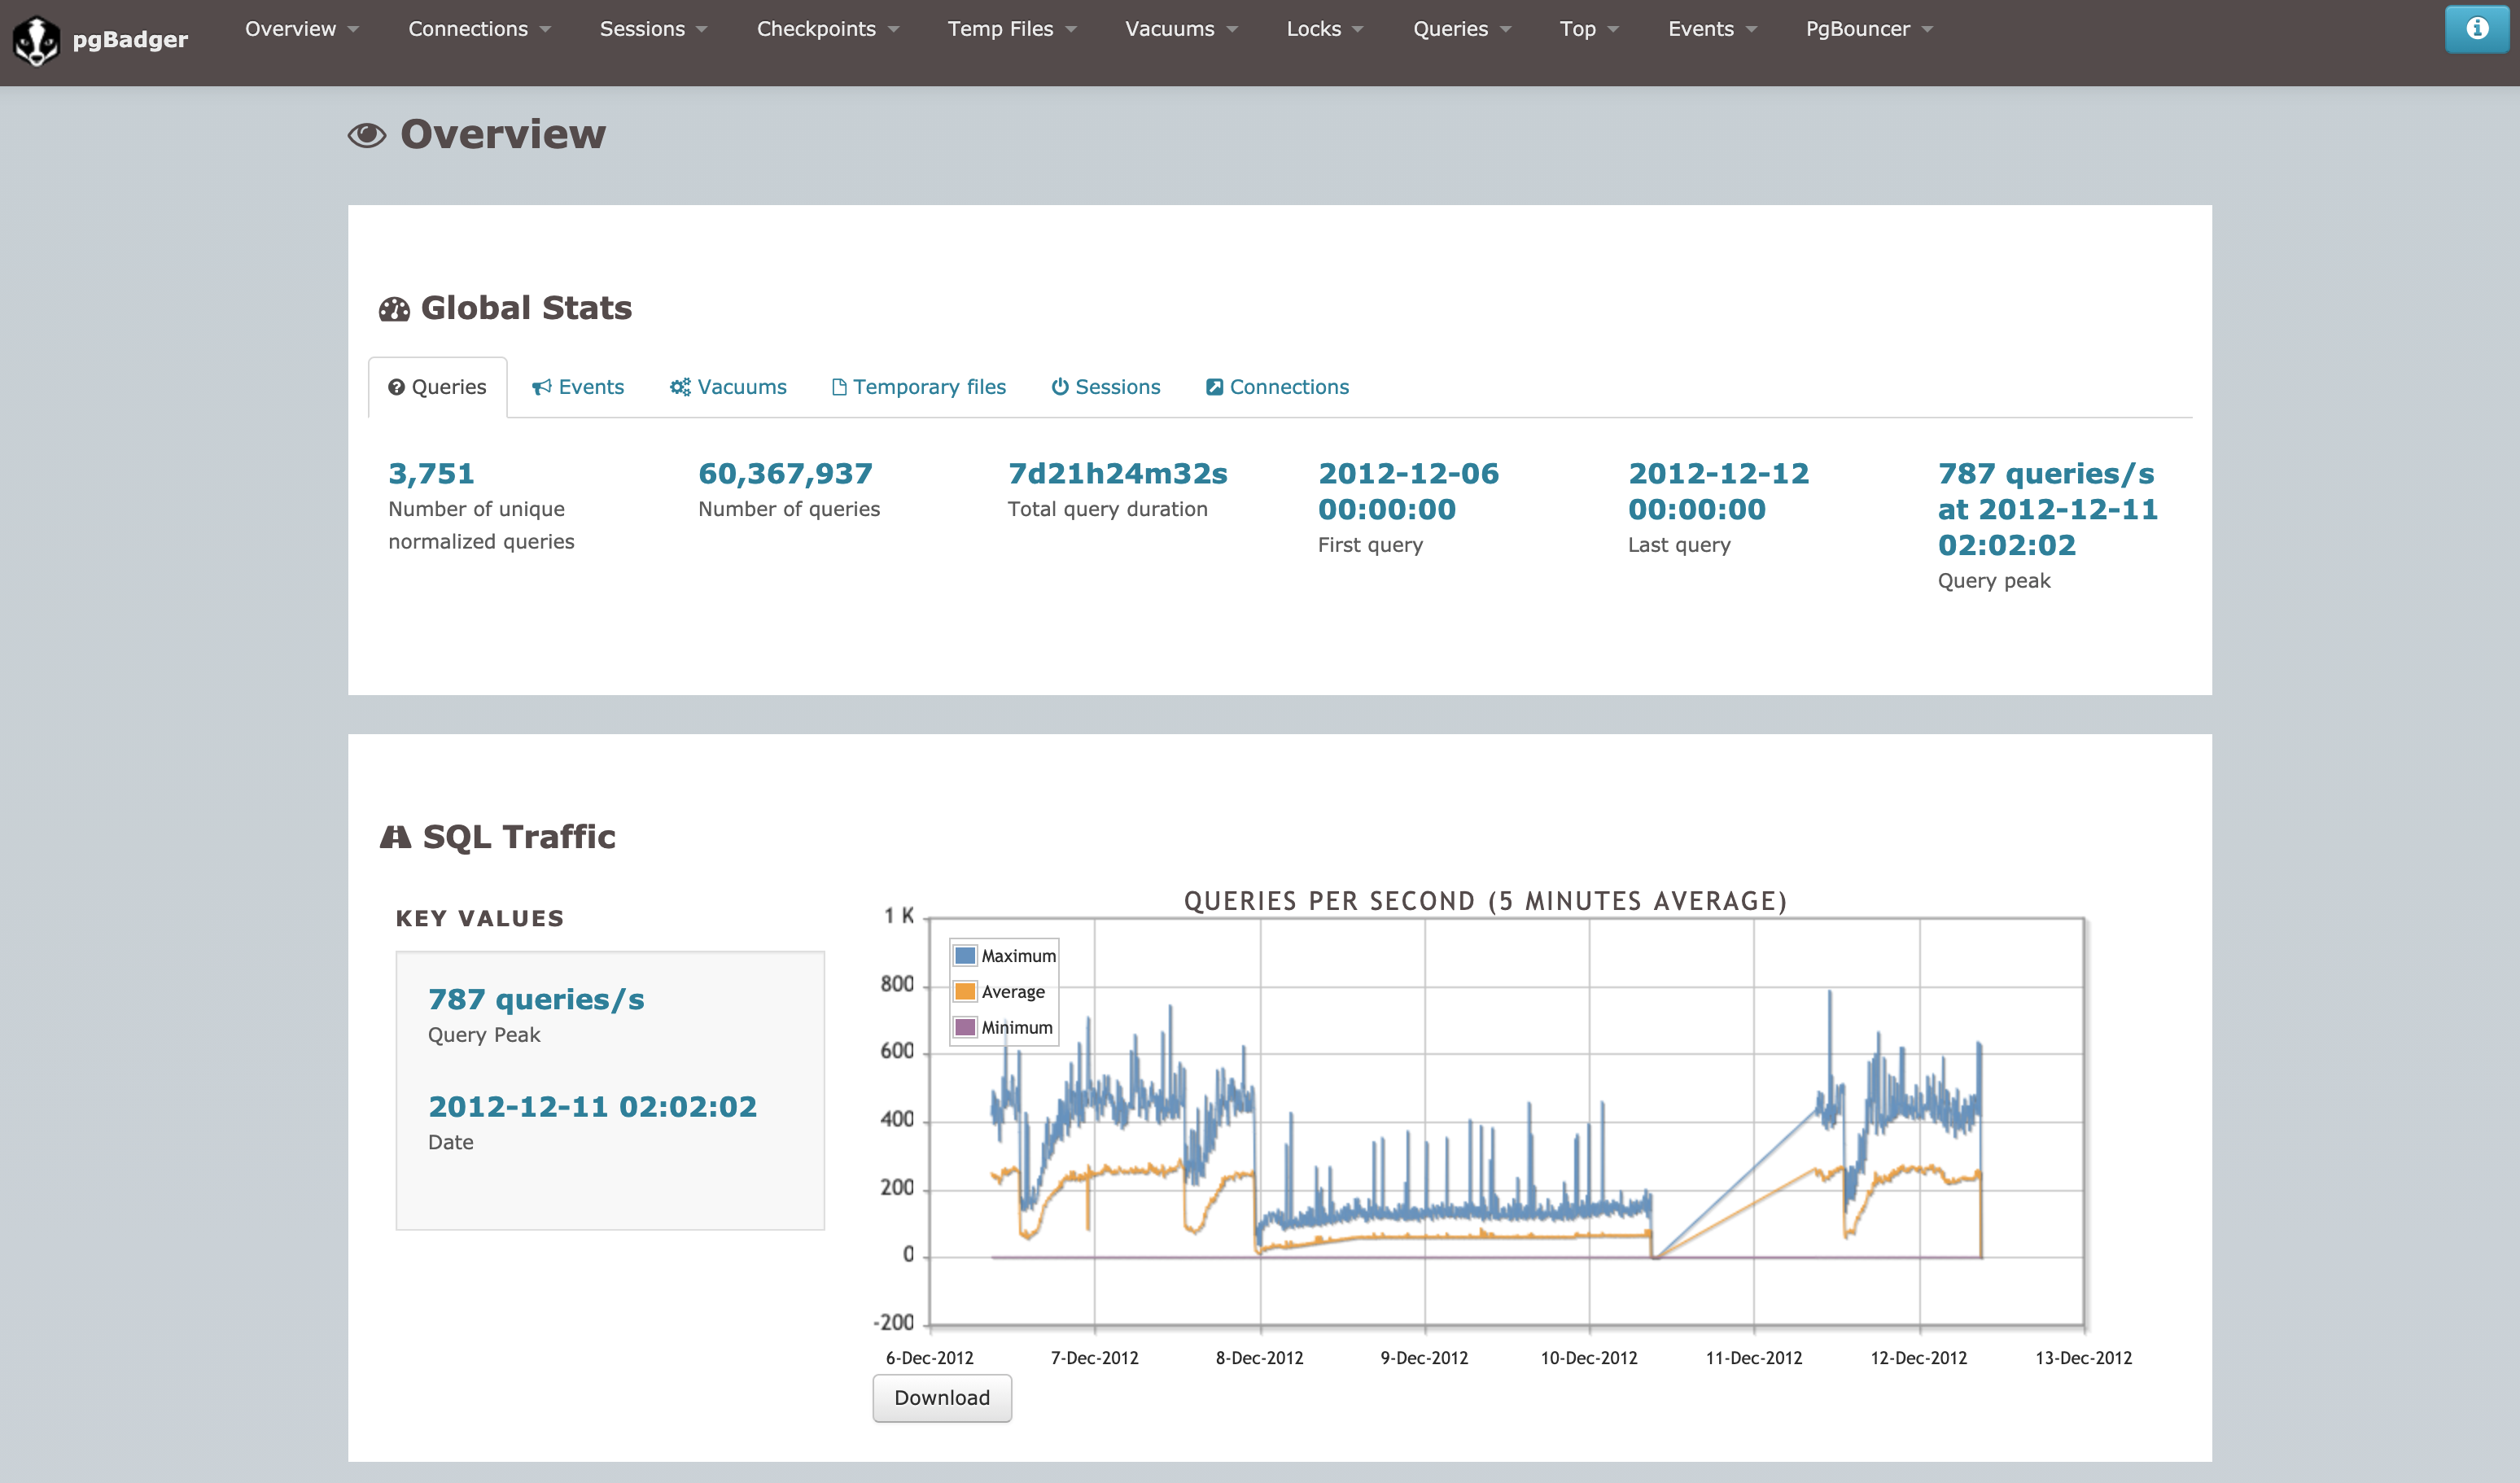 pgBadger
Overview
Connections
Sessions
Checkpoints
Temp Files
Vacuums
Locks
Queries
Top
Events
PgBouncer
Overview
Global Stats
Queries
Events
Vacuums
Temporary files
Sessions
Connections
3,751
Number of unique
normalized queries
60,367,937
Number of queries
7d21h24m32s
Total query duration
2012-12-06
00:00:00
First query
2012-12-12
00:00:00
Last query
787 queries/s
at 2012-12-11
02:02:02
Query peak
SQL Traffic
KEY VALUES
787 queries/s
Query Peak
2012-12-11 02:02:02
Date
QUERIES PER SECOND (5 MINUTES AVERAGE)
1 K
800
600
400
200
0
-200
Maximum
Average
Minimum
6-Dec-2012
7-Dec-2012
8-Dec-2012
9-Dec-2012
10-Dec-2012
11-Dec-2012
12-Dec-2012
13-Dec-2012
Download